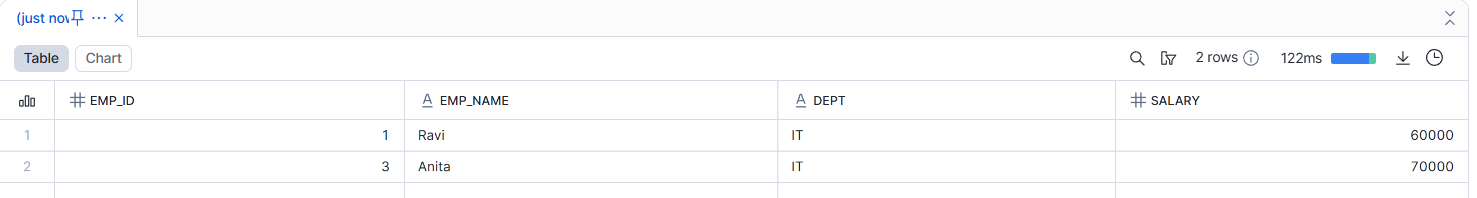 (just now
Table Chart 2 rows 122ms
EMP_ID EMP_NAME DEPT SALARY
1 1 Ravi IT 60000
2 3 Anita IT 70000